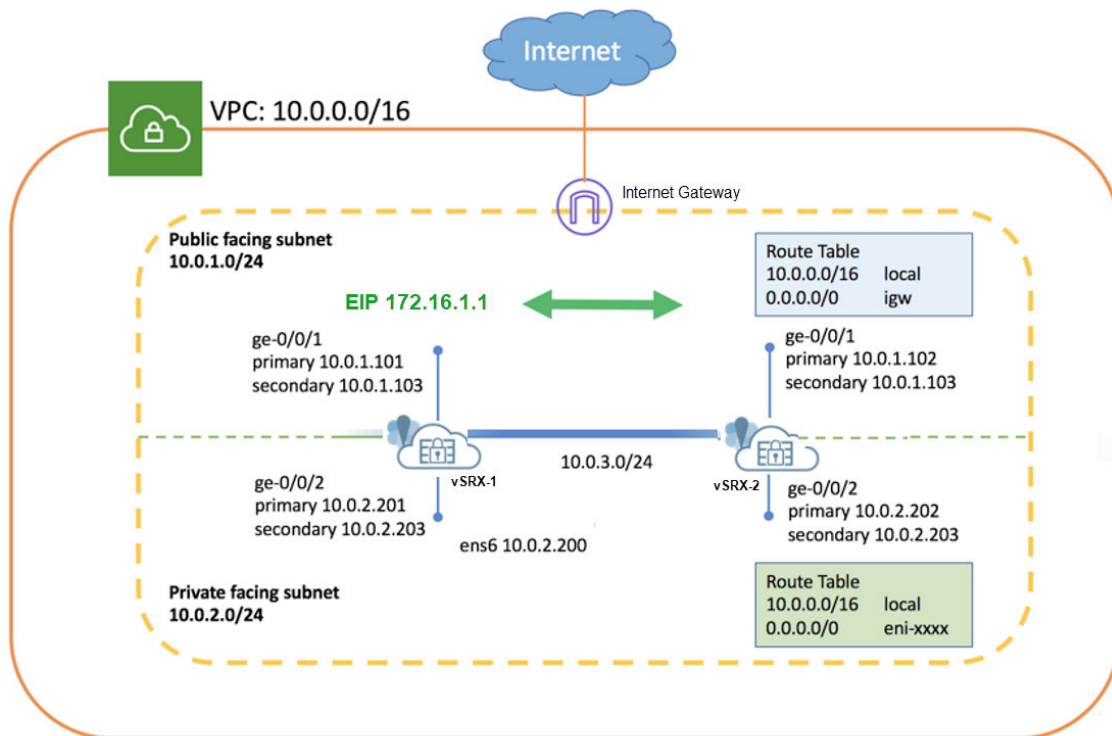 Internet
VPC: 10.0.0.0/16
Internet Gateway
Public facing subnet
10.0.1.0/24
Route Table
10.0.0.0/16 local
0.0.0.0/0 igw
EIP 172.16.1.1
ge-0/0/1
primary 10.0.1.101
secondary 10.0.1.103
ge-0/0/1
primary 10.0.1.102
secondary 10.0.1.103
10.0.3.0/24
vSRX-1
vSRX-2
ge-0/0/2
primary 10.0.2.201
secondary 10.0.2.203
ens6 10.0.2.200
ge-0/0/2
primary 10.0.2.202
secondary 10.0.2.203
Private facing subnet
10.0.2.0/24
Route Table
10.0.0.0/16 local
0.0.0.0/0 eni-xxxx